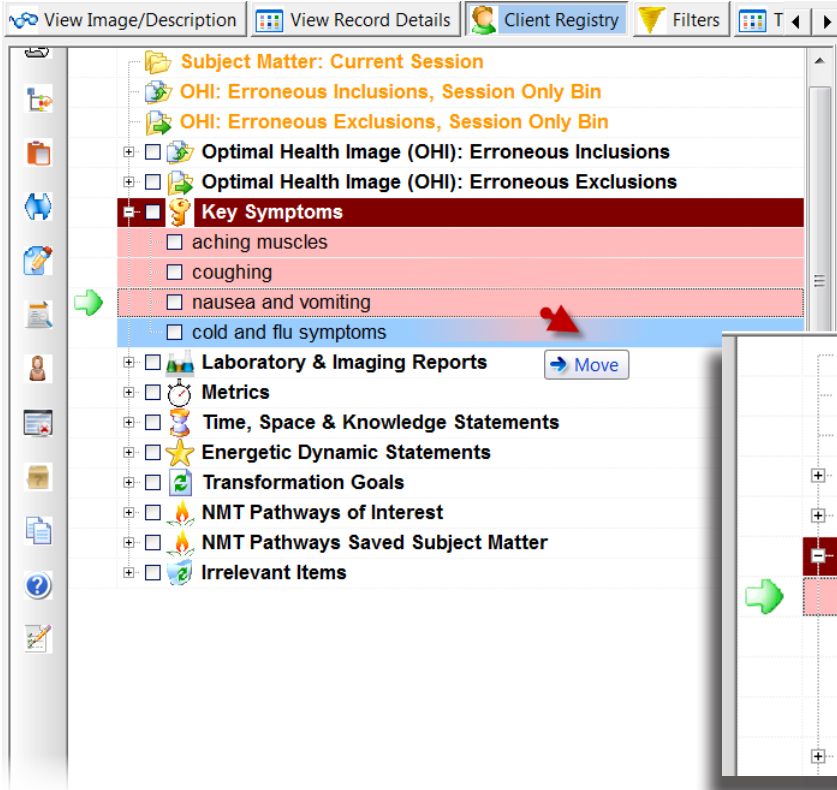 View Image/Description View Record Details Client Registry Filters T
Subject Matter: Current Session
OHI: Erroneous Inclusions, Session Only Bin
OHI: Erroneous Exclusions, Session Only Bin
Optimal Health Image (OHI): Erroneous Inclusions
Optimal Health Image (OHI): Erroneous Exclusions
Key Symptoms
aching muscles
coughing
nausea and vomiting
cold and flu symptoms
Laboratory & Imaging Reports
Move
Metrics
Time, Space & Knowledge Statements
Energetic Dynamic Statements
Transformation Goals
NMT Pathways of Interest
NMT Pathways Saved Subject Matter
Irrelevant Items